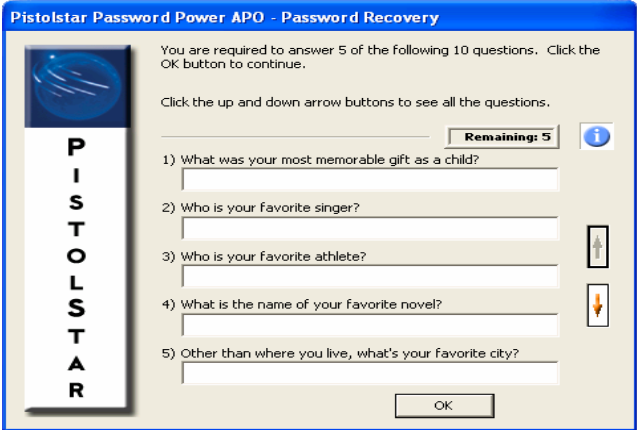 Pistolstar Password Power APO - Password Recovery
You are required to answer 5 of the following 10 questions.  Click the
OK button to continue.
Click the up and down arrow buttons to see all the questions.
Remaining: 5
1) What was your most memorable gift as a child?
2) Who is your favorite singer?
3) Who is your favorite athlete?
4) What is the name of your favorite novel?
5) Other than where you live, what's your favorite city?
OK
PISTOLSTAR